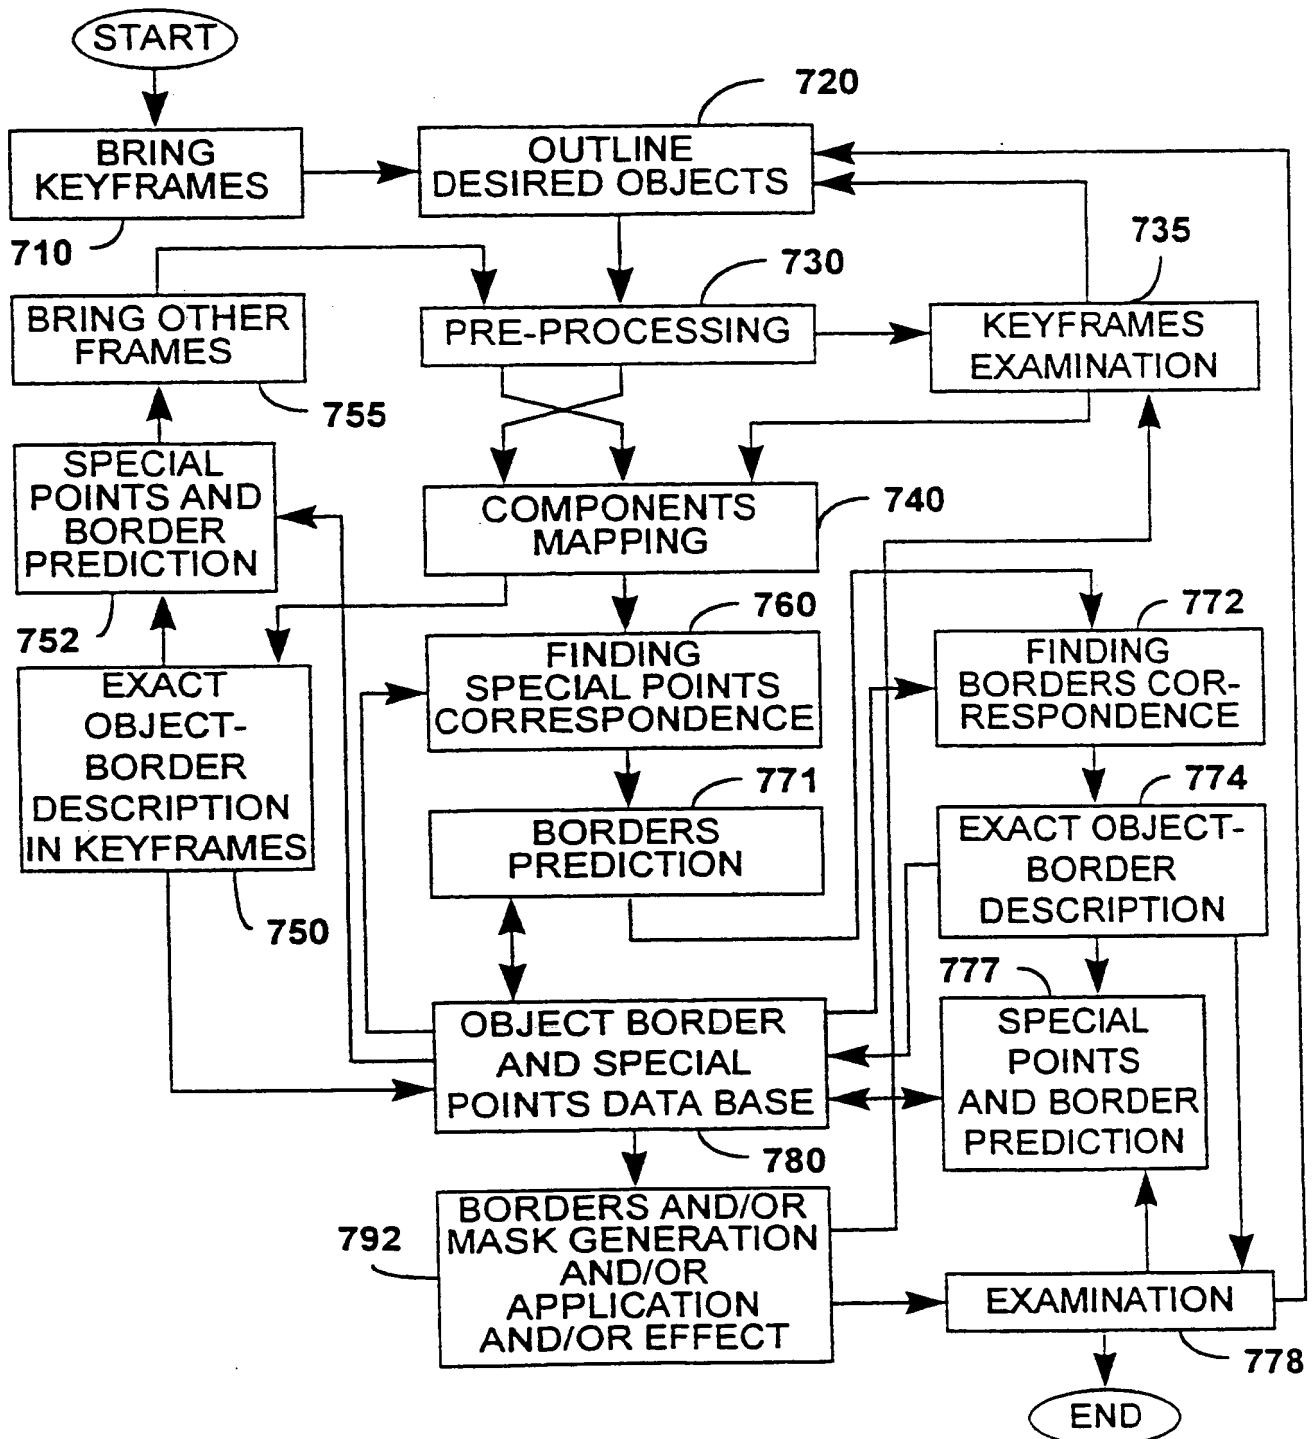 START
720
BRING
KEYFRAMES
710
OUTLINE
DESIRED OBJECTS
735
730
BRING OTHER
FRAMES
755
PRE-PROCESSING
KEYFRAMES
EXAMINATION
SPECIAL
POINTS AND
BORDER
PREDICTION
752
COMPONENTS
MAPPING
740
760
772
EXACT
OBJECT-
BORDER
DESCRIPTION
IN KEYFRAMES
750
FINDING
SPECIAL POINTS
CORRESPONDENCE
FINDING
BORDERS COR-
RESPONDENCE
771
774
BORDERS
PREDICTION
EXACT OBJECT-
BORDER
DESCRIPTION
777
OBJECT BORDER
AND SPECIAL
POINTS DATA BASE
780
SPECIAL
POINTS
AND BORDER
PREDICTION
792
BORDERS AND/OR
MASK GENERATION
AND/OR
APPLICATION
AND/OR EFFECT
EXAMINATION
778
END